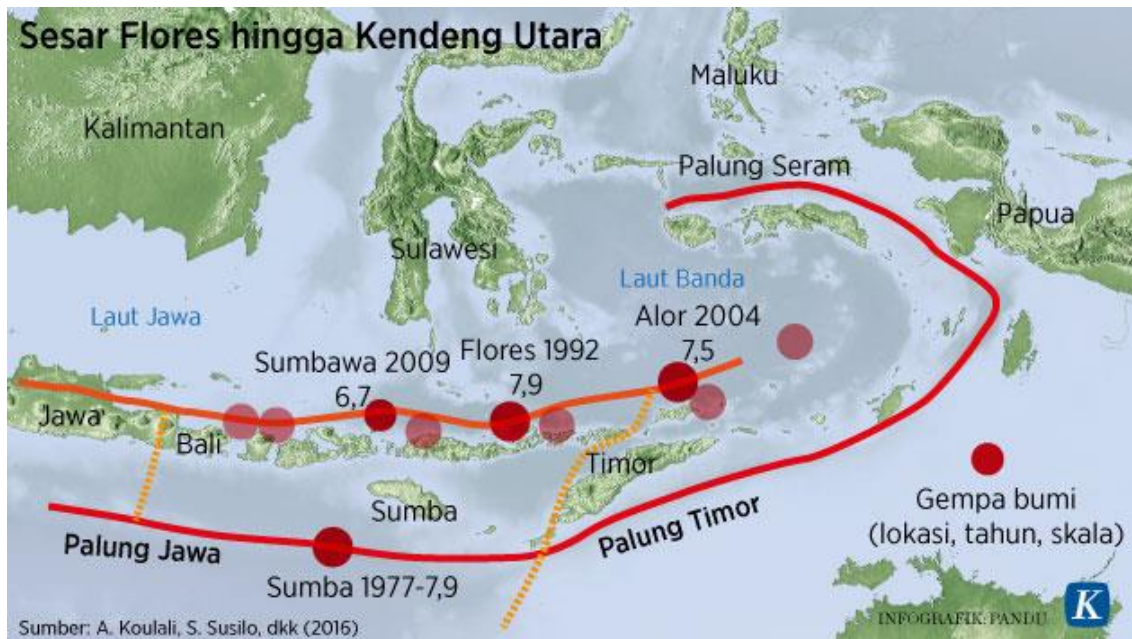 Sesar Flores hingga Kendeng Utara
Maluku
Kalimantan
Palung Seram
Papua
Sulawesi
Laut Banda
Laut Jawa
Alor 2004
7,5
Flores 1992
7,9
Sumbawa 2009
6,7
Jawa
Bali
Timor
Sumba
Palung Timor
Gempa bumi
(lokasi, tahun, skala)
Palung Jawa
Sumba 1977-7,9
K
INFOGRAFIK: PANDU
Sumber: A. Koulali, S. Susilo, dkk (2016)